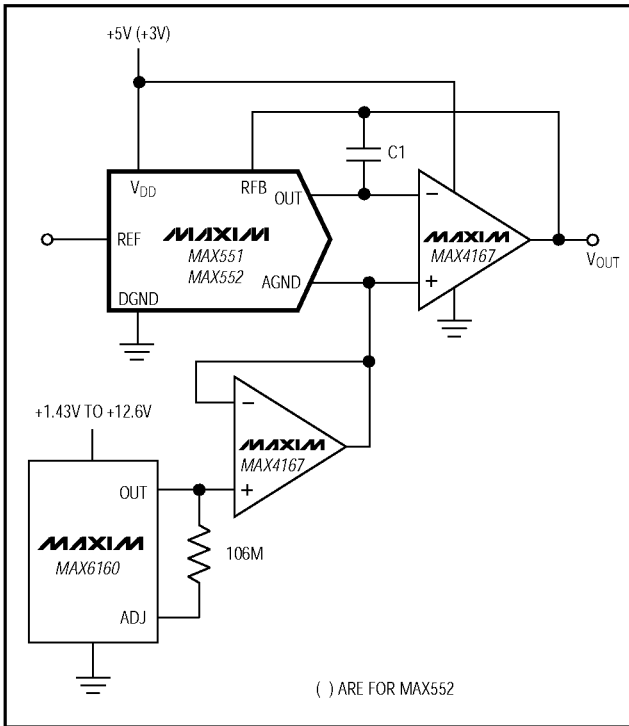 +5V (+3V)
VDD
RFB
OUT
C1
REF
MAXIM
MAX551
MAX552
AGND
DGND
−
MAXIM
MAX4167
+
VOUT
+1.43V TO +12.6V
−
MAXIM
MAX4167
+
OUT
MAXIM
MAX6160
106M
ADJ
( ) ARE FOR MAX552